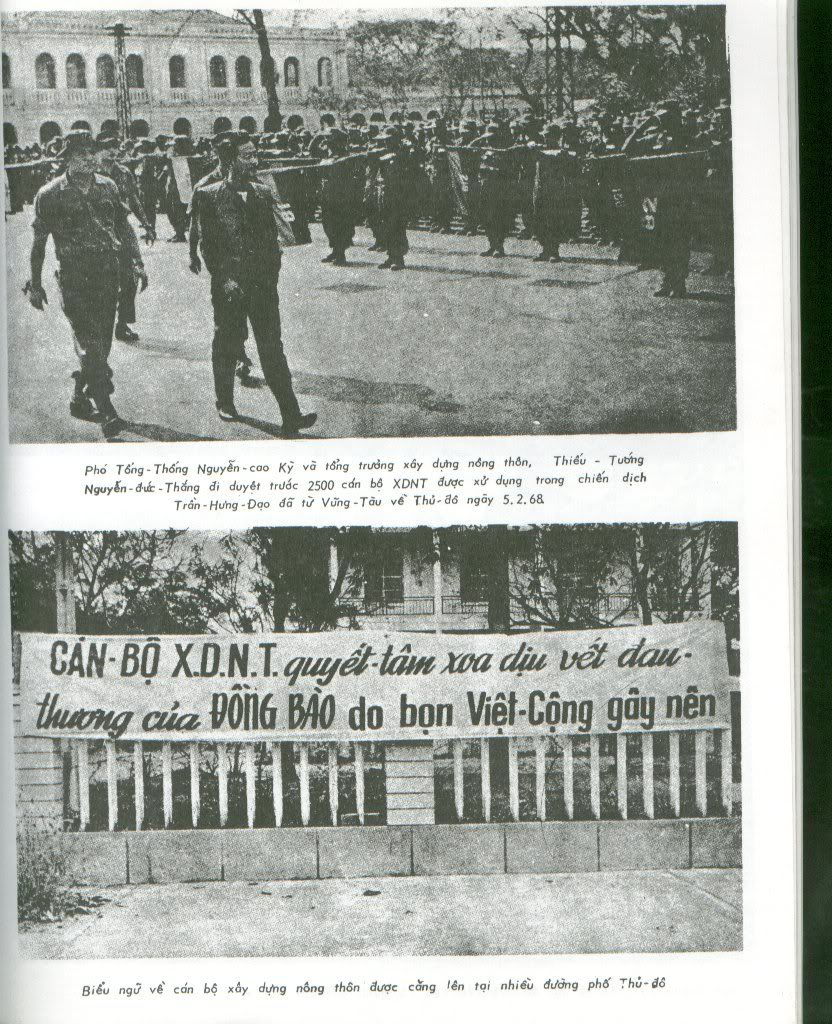 Phó Tổng-Thống Nguyễn-cao Kỳ và tổng trưởng xây dựng nông thôn, Thiếu - Tướng
Nguyễn-đức-Thắng đi duyệt trước 2500 cán bộ XDNT được xử dụng trong chiến dịch
Trần-Hưng-Đạo đã từ Vũng-Tàu về Thủ-đô ngày 5.2.68
CÁN-BỘ X.D.N.T. quyết-tâm xoa dịu vết đau-
thương của ĐỒNG BÀO do bọn Việt-Cộng gây nên
Biểu ngữ về cán bộ xây dựng nông thôn được căng lên tại nhiều đường phố Thủ-đô